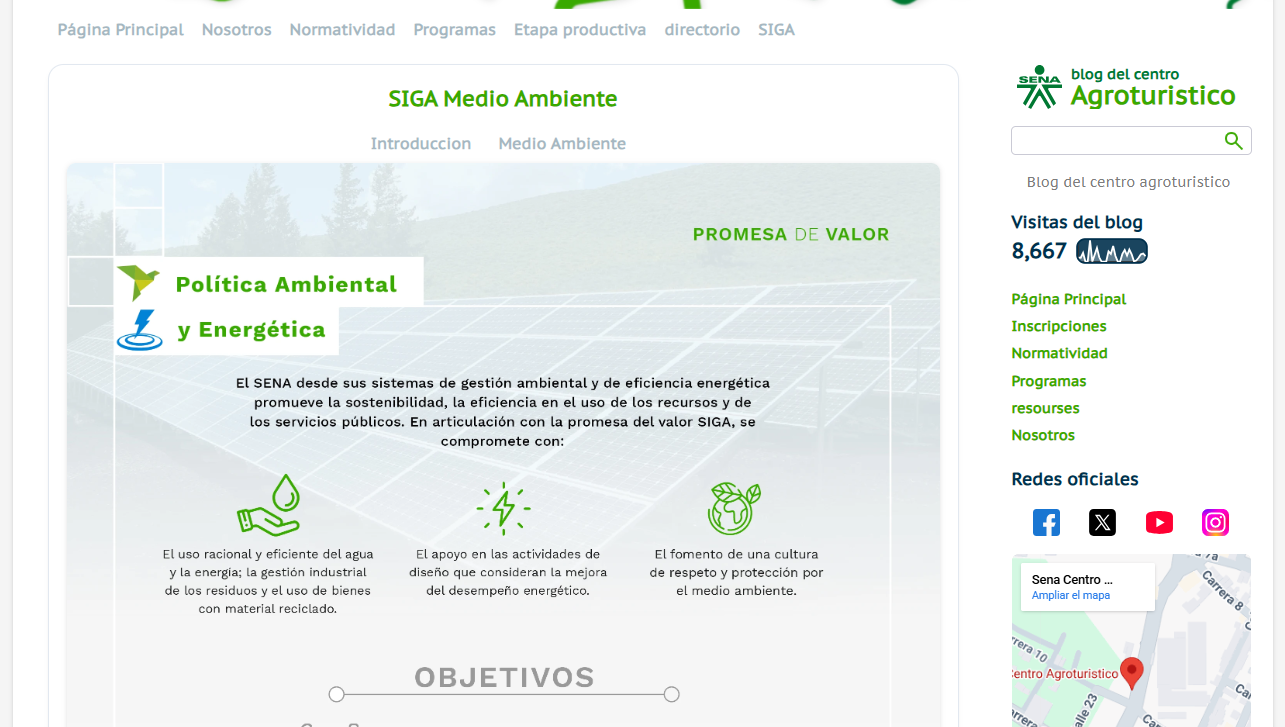 Página Principal Nosotros Normatividad Programas Etapa productiva directorio SIGA
SIGA Medio Ambiente
Introduccion Medio Ambiente
PROMESA DE VALOR
Política Ambiental
y Energética
El SENA desde sus sistemas de gestión ambiental y de eficiencia energética
promueve la sostenibilidad, la eficiencia en el uso de los recursos y de
los servicios públicos. En articulación con la promesa del valor SIGA, se
compromete con:
El uso racional y eficiente del agua
y la energía; la gestión industrial
de los residuos y el uso de bienes
con material reciclado.
El apoyo en las actividades de
diseño que consideran la mejora
del desempeño energético.
El fomento de una cultura
de respeto y protección por
el medio ambiente.
OBJETIVOS
SENA
blog del centro
Agroturistico
Blog del centro agroturistico
Visitas del blog
8,667
Página Principal
Inscripciones
Normatividad
Programas
resourses
Nosotros
Redes oficiales
Sena Centro ...
Ampliar el mapa
Carrera 8
Carrera
rrera 10
Centro Agroturistico
alle 23